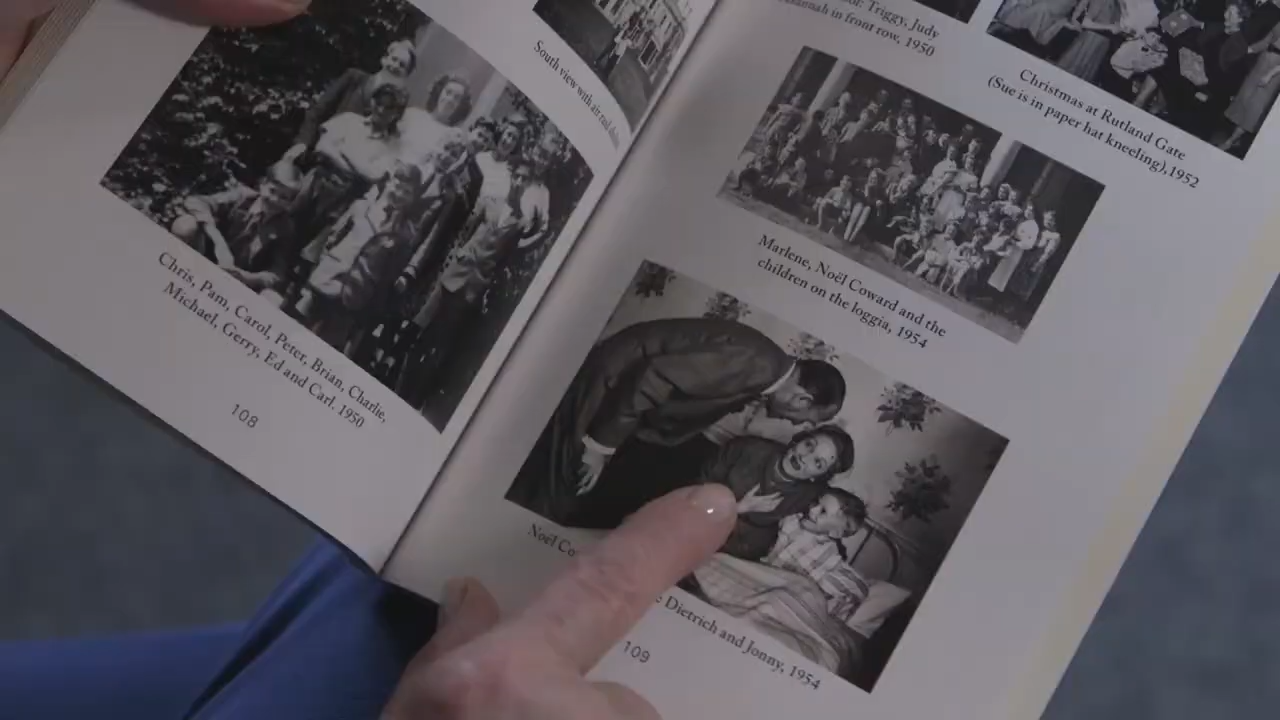 South view with air raid
Chris, Pam, Carol, Peter, Brian, Charlie,
Michael, Gerry, Ed and Carl. 1950
108
Triggy, Judy
in front row, 1950
Christmas at Rutland Gate
(Sue is in paper hat kneeling),1952
Marlene, Noël Coward and the
children on the loggia, 1954
Noël Dietrich and Jonny, 1954
109